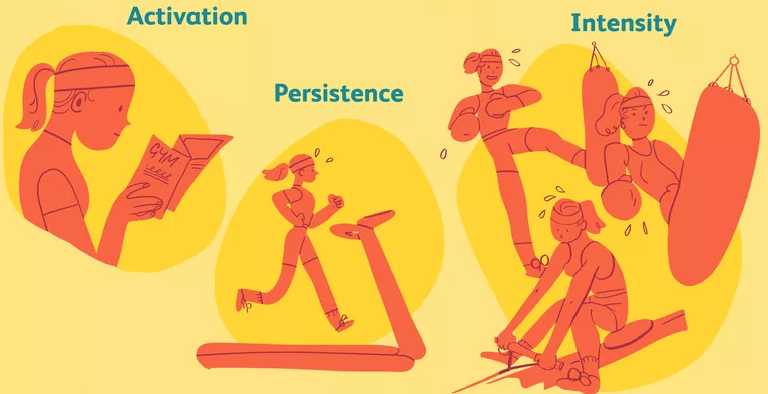 Activation
Persistence
Intensity
GYM